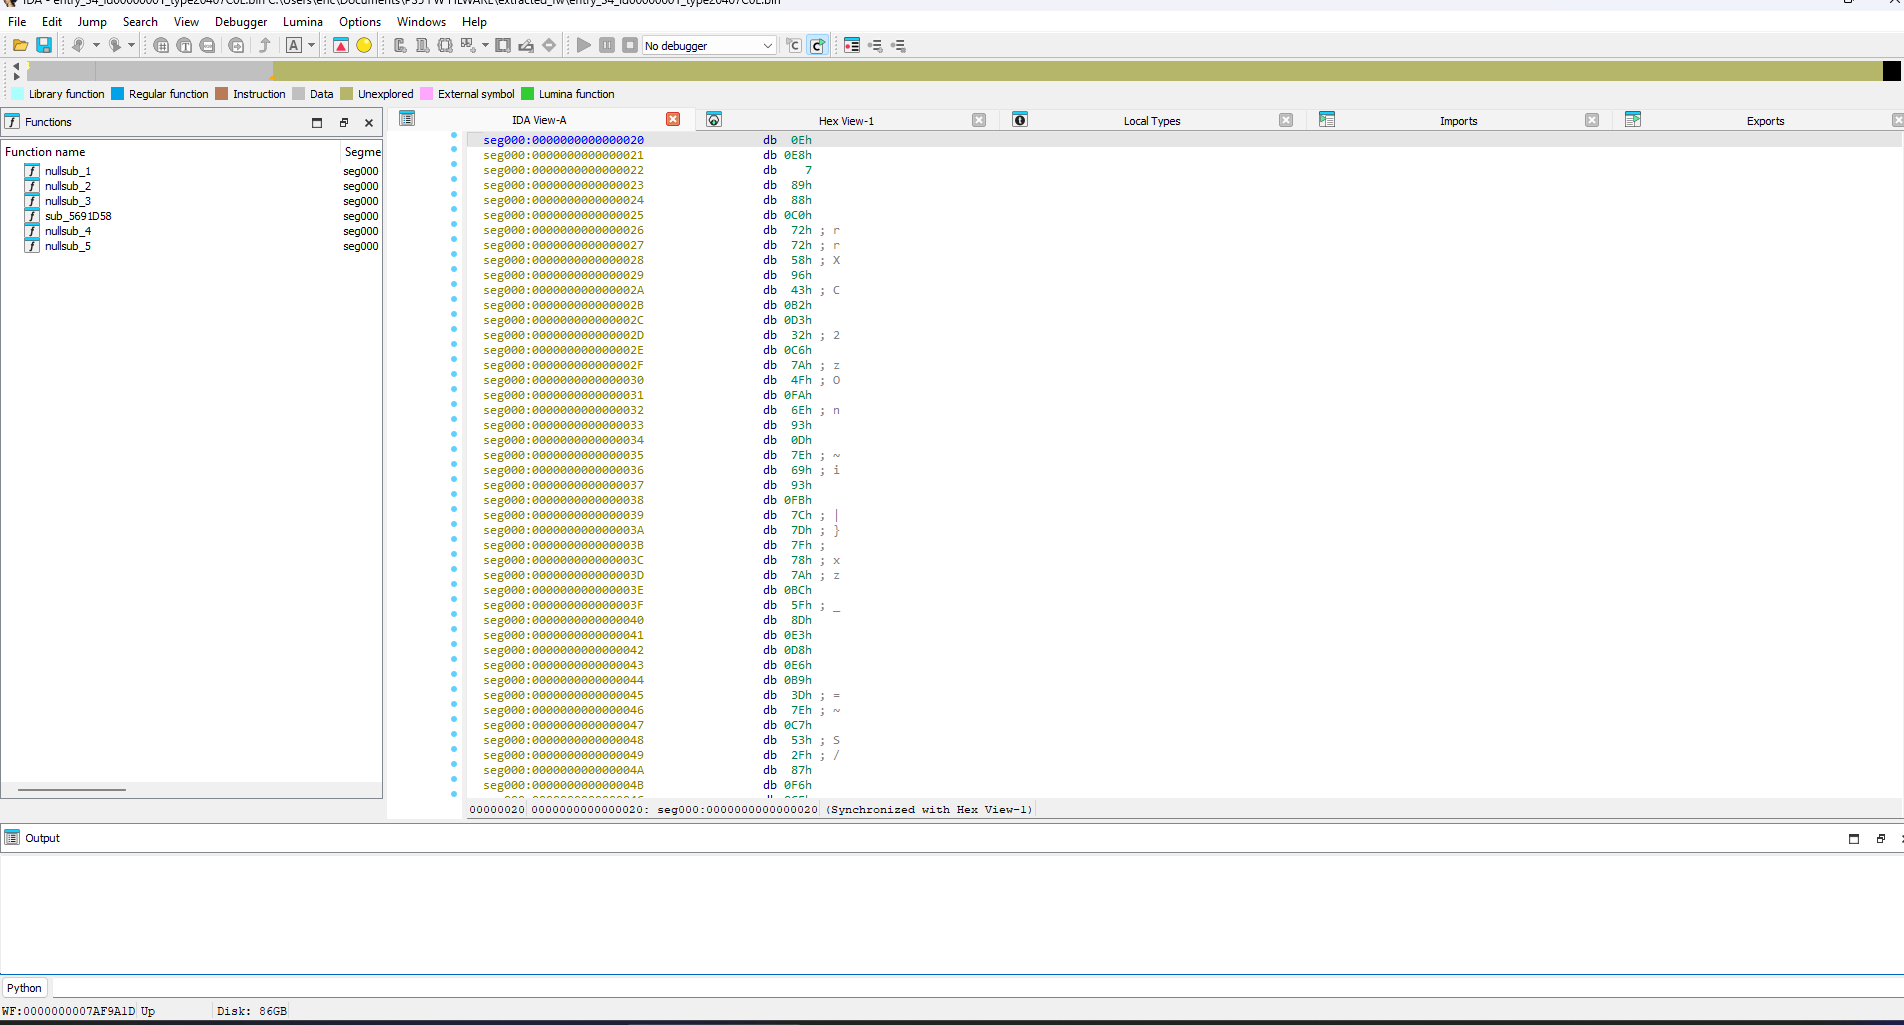 File Edit Jump Search View Debugger Lumina Options Windows Help
A No debugger
Library function Regular function Instruction Data Unexplored External symbol Lumina function
Functions IDA View-A Hex View-1 Local Types Imports Exports
Function name Segme
nullsub_1 seg000
nullsub_2 seg000
nullsub_3 seg000
sub_5691D58 seg000
nullsub_4 seg000
nullsub_5 seg000
seg000:0000000000000020 db 0Eh
seg000:0000000000000021 db 0E8h
seg000:0000000000000022 db 7
seg000:0000000000000023 db 89h
seg000:0000000000000024 db 88h
seg000:0000000000000025 db 0C0h
seg000:0000000000000026 db 72h ; r
seg000:0000000000000027 db 72h ; r
seg000:0000000000000028 db 58h ; X
seg000:0000000000000029 db 96h
seg000:000000000000002A db 43h ; C
seg000:000000000000002B db 0B2h
seg000:000000000000002C db 0D3h
seg000:000000000000002D db 32h ; 2
seg000:000000000000002E db 0C6h
seg000:000000000000002F db 7Ah ; z
seg000:0000000000000030 db 4Fh ; O
seg000:0000000000000031 db 0FAh
seg000:0000000000000032 db 6Eh ; n
seg000:0000000000000033 db 93h
seg000:0000000000000034 db 0Dh
seg000:0000000000000035 db 7Eh ; ~
seg000:0000000000000036 db 69h ; i
seg000:0000000000000037 db 93h
seg000:0000000000000038 db 0FBh
seg000:0000000000000039 db 7Ch ; |
seg000:000000000000003A db 7Dh ; }
seg000:000000000000003B db 7Fh ;
seg000:000000000000003C db 78h ; x
seg000:000000000000003D db 7Ah ; z
seg000:000000000000003E db 0BCh
seg000:000000000000003F db 5Fh ; _
seg000:0000000000000040 db 8Dh
seg000:0000000000000041 db 0E3h
seg000:0000000000000042 db 0D8h
seg000:0000000000000043 db 0E6h
seg000:0000000000000044 db 0B9h
seg000:0000000000000045 db 3Dh ; =
seg000:0000000000000046 db 7Eh ; ~
seg000:0000000000000047 db 0C7h
seg000:0000000000000048 db 53h ; S
seg000:0000000000000049 db 2Fh ; /
seg000:000000000000004A db 87h
seg000:000000000000004B db 0F6h
00000020 0000000000000020: seg000:0000000000000020 (Synchronized with Hex View-1)
Output
Python
WF:0000000007AF9A1D Up Disk: 86GB